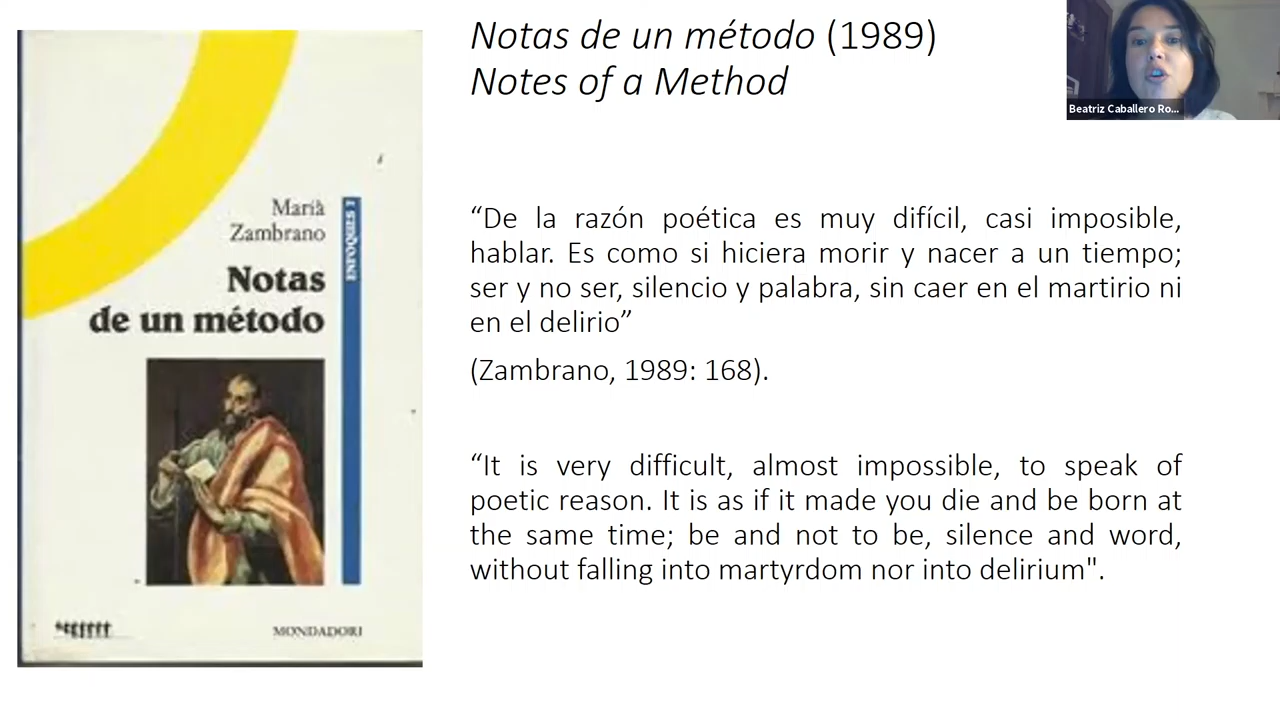 Notas de un método (1989)
Notes of a Method
Beatriz Caballero Ro...
Marià
Zambrano
ENFOQUES 1
Notas
de un método
MONDADORI
“De la razón poética es muy difícil, casi imposible,
hablar. Es como si hiciera morir y nacer a un tiempo;
ser y no ser, silencio y palabra, sin caer en el martirio ni
en el delirio”
(Zambrano, 1989: 168).
“It is very difficult, almost impossible, to speak of
poetic reason. It is as if it made you die and be born at
the same time; be and not to be, silence and word,
without falling into martyrdom nor into delirium".